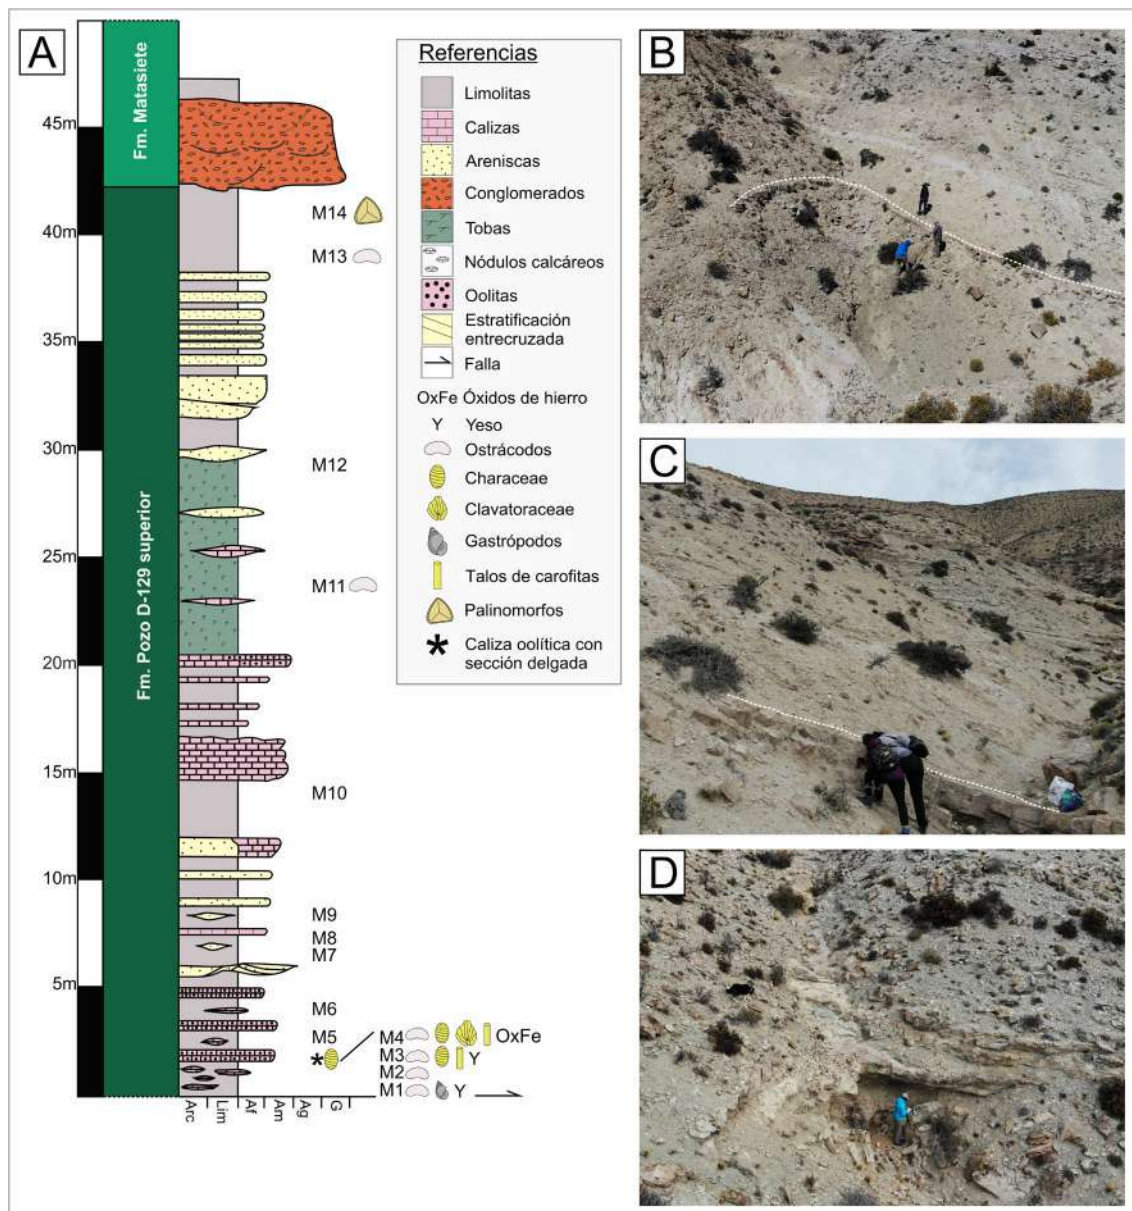 A
Fm. Matasiete
Fm. Pozo D-129 superior
45m
40m
35m
30m
25m
20m
15m
10m
5m
M14
M13
M12
M11
M10
M9
M8
M7
M6
M5
*
M4 OxFe
M3 Y
M2
M1 Y
Arc Lim Af Am Ag G
Referencias
Limolitas
Calizas
Areniscas
Conglomerados
Tobas
Nódulos calcáreos
Oolitas
Estratificación
entrecruzada
Falla
OxFe Óxidos de hierro
Y Yeso
Ostrácodos
Characeae
Clavatoraceae
Gastrópodos
Talos de carofitas
Palinomorfos
* Caliza oolítica con
sección delgada
B
C
D